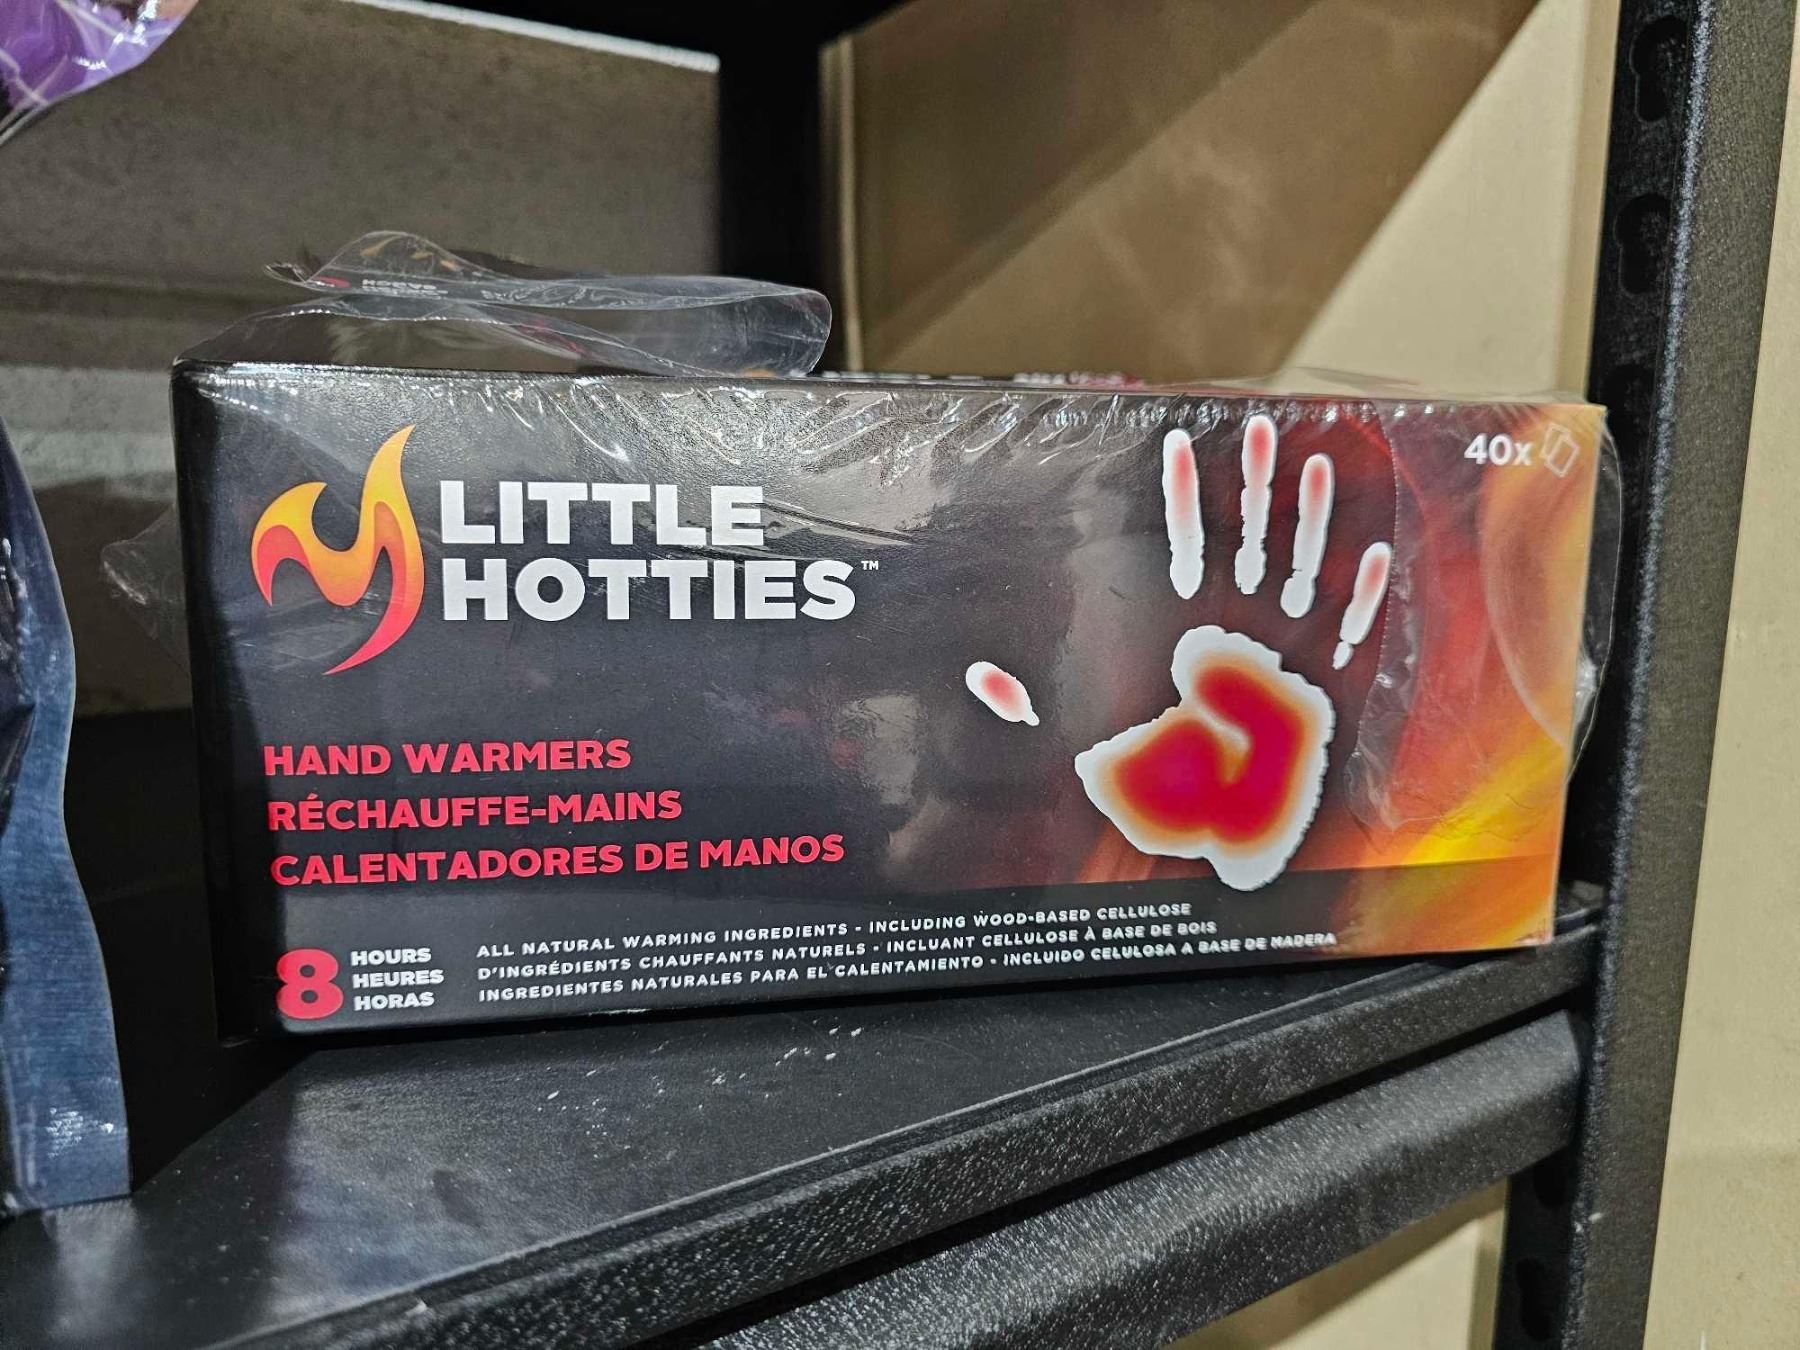 40x
LITTLE
HOTTIES™
HAND WARMERS
RÉCHAUFFE-MAINS
CALENTADORES DE MANOS
8
HOURS
HEURES
HORAS
ALL NATURAL WARMING INGREDIENTS - INCLUDING WOOD-BASED CELLULOSE
D'INGRÉDIENTS CHAUFFANTS NATURELS - INCLUANT CELLULOSE À BASE DE BOIS
INGREDIENTES NATURALES PARA EL CALENTAMIENTO - INCLUIDO CELULOSA A BASE DE MADERA